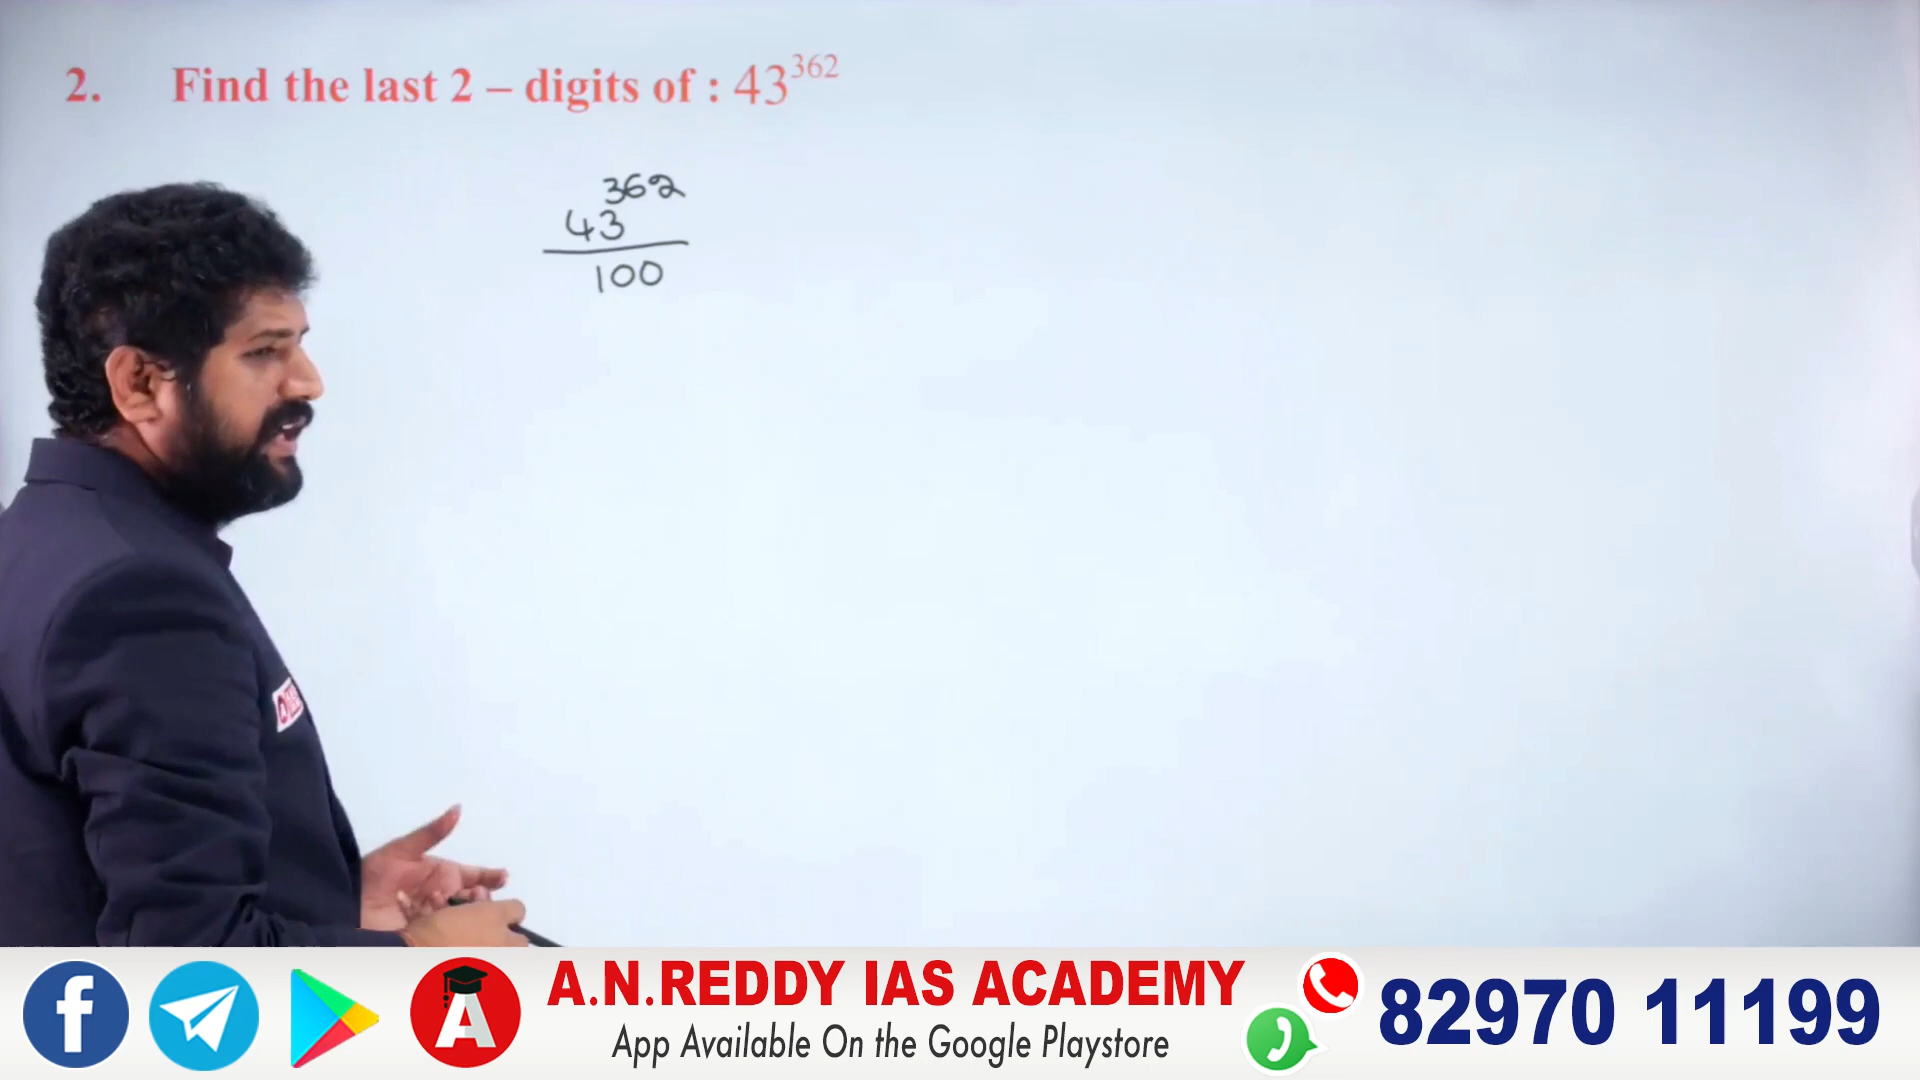 2. Find the last 2 – digits of : 43^362
43^362
100
A.N.REDDY IAS ACADEMY
App Available On the Google Playstore
82970 11199